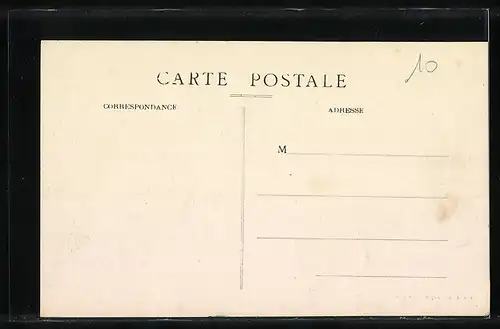 10
CARTE POSTALE
CORRESPONDANCE
ADRESSE
M